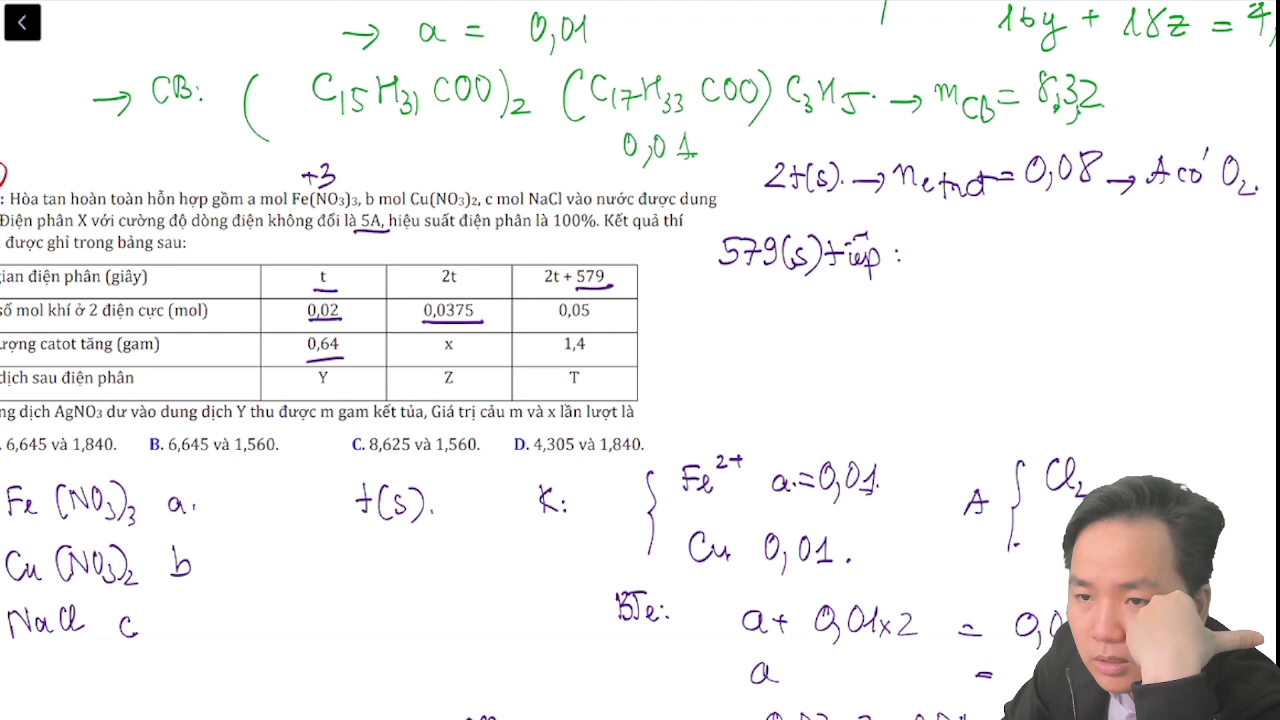 → a = 0,01
16y + 18z =
→ CB: ( C15H31COO)2 (C17H33 COO) C3H5. → mCb = 8,32
0,01
+3
2t(s). → ne trđ = 0,08 → A có O2.
: Hòa tan hoàn toàn hỗn hợp gồm a mol Fe(NO3)3, b mol Cu(NO3)2, c mol NaCl vào nước được dung
Điện phân X với cường độ dòng điện không đổi là 5A, hiệu suất điện phân là 100%. Kết quả thí
được ghi trong bảng sau:
579(s) tiếp :
gian điện phân (giây) t 2t 2t + 579
số mol khí ở 2 điện cực (mol) 0,02 0,0375 0,05
lượng catot tăng (gam) 0,64 x 1,4
dịch sau điện phân Y Z T
ng dịch AgNO3 dư vào dung dịch Y thu được m gam kết tủa, Giá trị cảu m và x lần lượt là
. 6,645 và 1,840. B. 6,645 và 1,560. C. 8,625 và 1,560. D. 4,305 và 1,840.
Fe (NO3)3 a. t(s). K: { Fe2+ a = 0,01. A { Cl2
Cu (NO3)2 b Cu 0,01.
NaCl c BTe: a + 0,01x2 = 0,0
a =